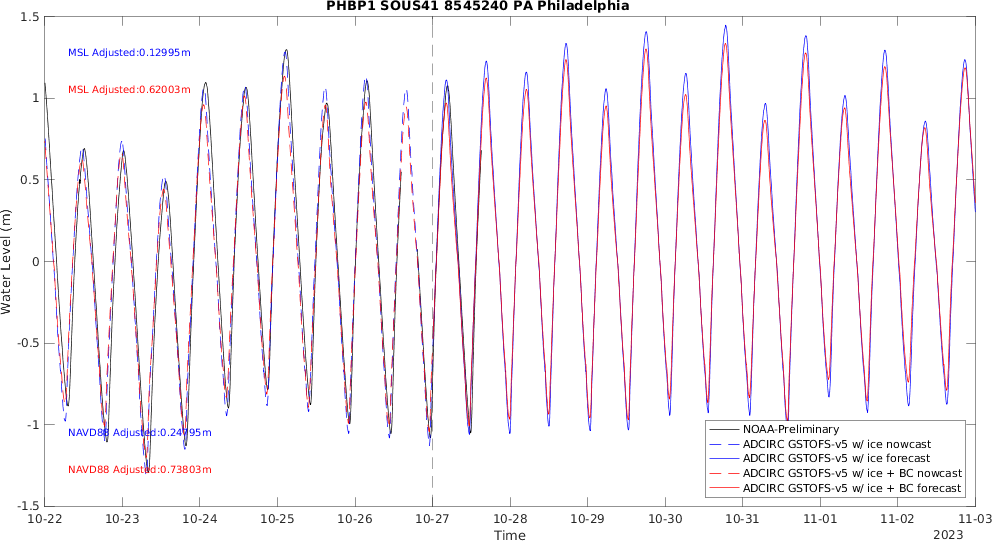 PHBP1 SOUS41 8545240 PA Philadelphia
1.5
1
0.5
0
-0.5
-1
-1.5
Water Level (m)
MSL Adjusted:0.12995m
MSL Adjusted:0.62003m
NAVD88 Adjusted:0.24795m
NAVD88 Adjusted:0.73803m
NOAA-Preliminary
ADCIRC GSTOFS-v5 w/ ice nowcast
ADCIRC GSTOFS-v5 w/ ice forecast
ADCIRC GSTOFS-v5 w/ ice + BC nowcast
ADCIRC GSTOFS-v5 w/ ice + BC forecast
10-22 10-23 10-24 10-25 10-26 10-27 10-28 10-29 10-30 10-31 11-01 11-02 11-03
Time 2023